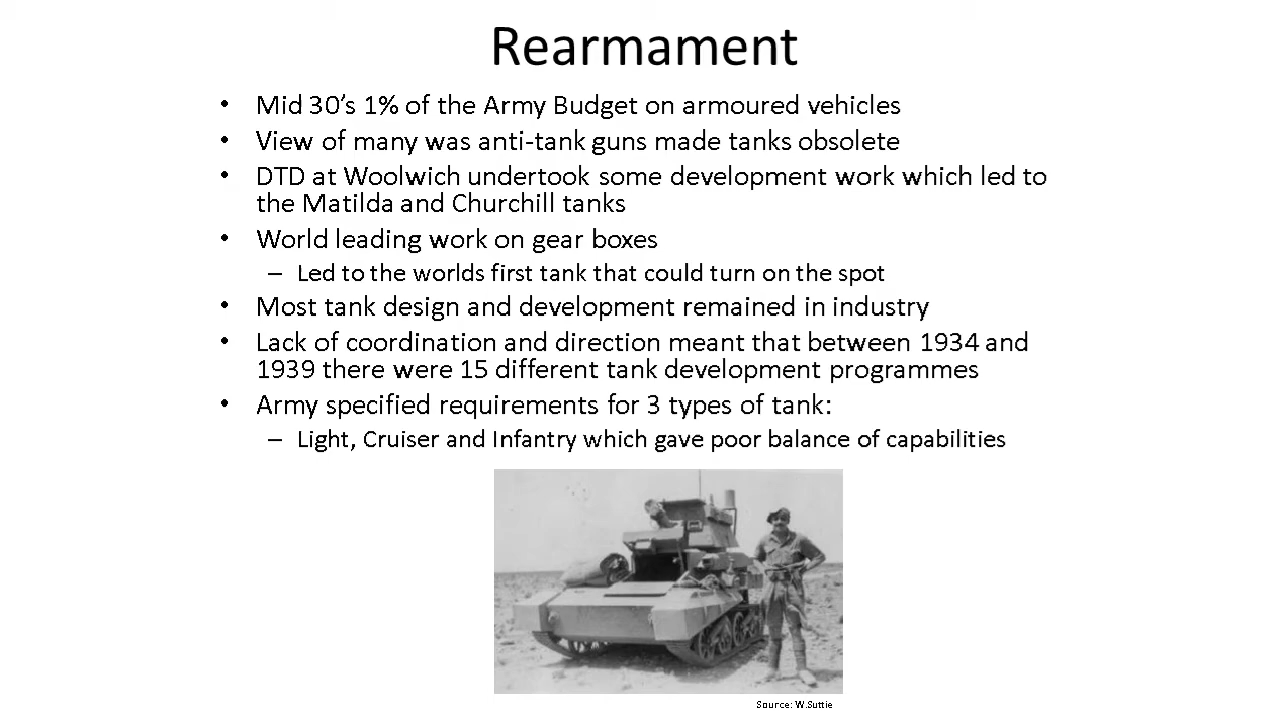 Rearmament
• Mid 30’s 1% of the Army Budget on armoured vehicles
• View of many was anti-tank guns made tanks obsolete
• DTD at Woolwich undertook some development work which led to
the Matilda and Churchill tanks
• World leading work on gear boxes
– Led to the worlds first tank that could turn on the spot
• Most tank design and development remained in industry
• Lack of coordination and direction meant that between 1934 and
1939 there were 15 different tank development programmes
• Army specified requirements for 3 types of tank:
– Light, Cruiser and Infantry which gave poor balance of capabilities
Source: W.Suttie